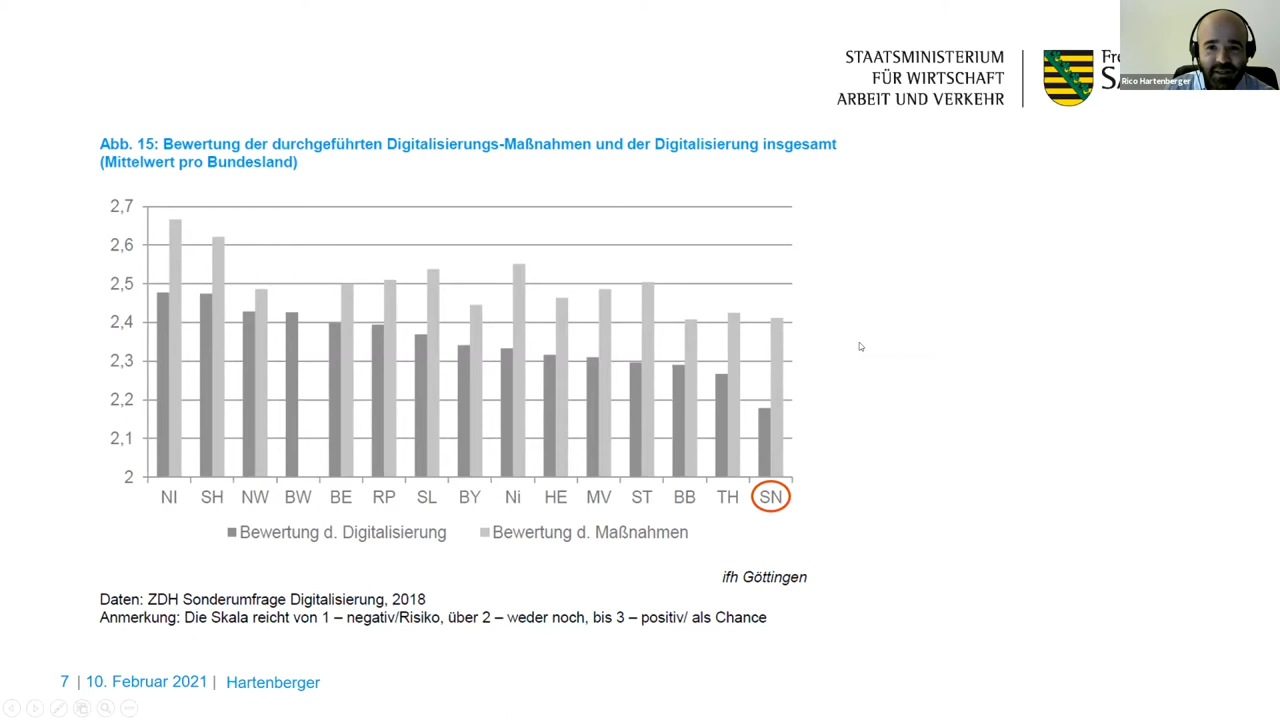 STAATSMINISTERIUM
FÜR WIRTSCHAFT
ARBEIT UND VERKEHR
Rico Hartenberger
Abb. 15: Bewertung der durchgeführten Digitalisierungs-Maßnahmen und der Digitalisierung insgesamt
(Mittelwert pro Bundesland)
2,7
2,6
2,5
2,4
2,3
2,2
2,1
2
NI SH NW BW BE RP SL BY Ni HE MV ST BB TH SN
Bewertung d. Digitalisierung Bewertung d. Maßnahmen
ifh Göttingen
Daten: ZDH Sonderumfrage Digitalisierung, 2018
Anmerkung: Die Skala reicht von 1 – negativ/Risiko, über 2 – weder noch, bis 3 – positiv/ als Chance
7 | 10. Februar 2021 | Hartenberger